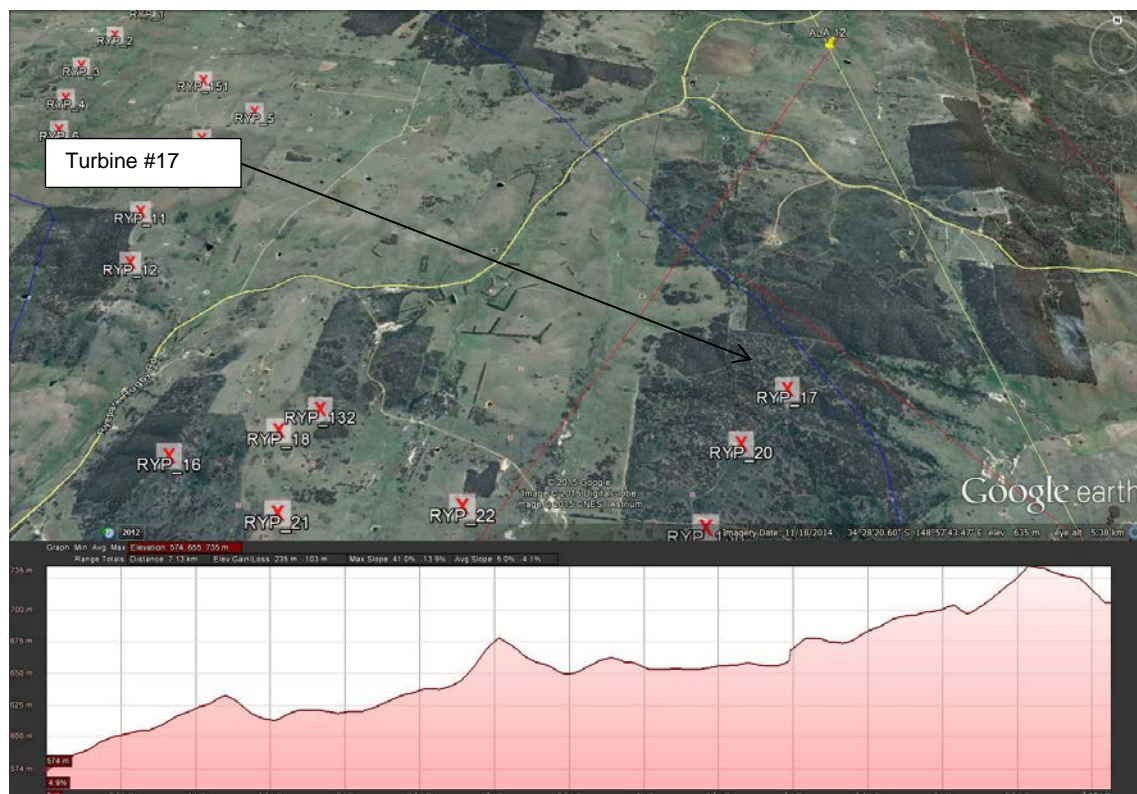 RYP_1
RYP_2
ALA 12
N
RYP_3
RYP_151
RYP_4
RYP_5
RYP_6
Turbine #17
RYP_11
RYP_12
RYP_17
RYP_132
RYP_18
RYP_20
RYP_16
© 2015 Google
Image © 2015 DigitalGlobe
Image © 2015 CNES / Astrium
Google earth
RYP_21
RYP_22
2012
Imagery Date: 11/18/2014 34°28'20.60" S 148°57'43.47" E elev 635 m eye alt 5.38 km
Graph: Min, Avg, Max Elevation: 574, 655, 735 m
Range Totals: Distance: 7.13 km Elev Gain/Loss: 235 m, -103 m Max Slope: 41.0%, -13.9% Avg Slope: 5.0%, -4.1%
735 m
700 m
675 m
650 m
625 m
600 m
574 m
574 m
4.9%